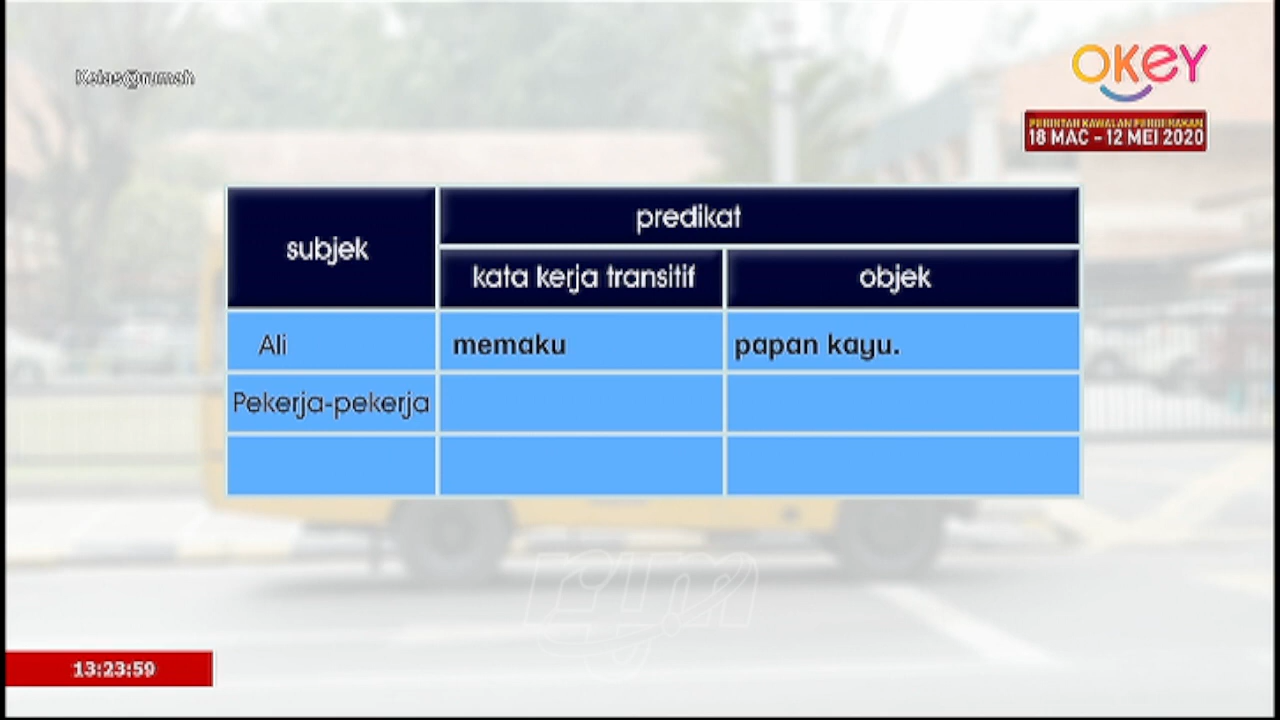 Kelas@rumah
OKEY
PERINTAH KAWALAN PERGERAKAN
18 MAC - 12 MEI 2020
subjek
predikat
kata kerja transitif
objek
Ali
memaku
papan kayu.
Pekerja-pekerja
13:23:59